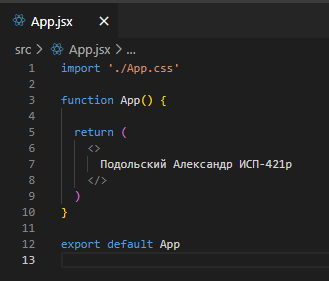 App.jsx ×
src > App.jsx > ...
1 import './App.css'
2
3 function App() {
4
5 return (
6 <>
7 Подольский Александр ИСП-421р
8 </>
9 )
10 }
11
12 export default App
13